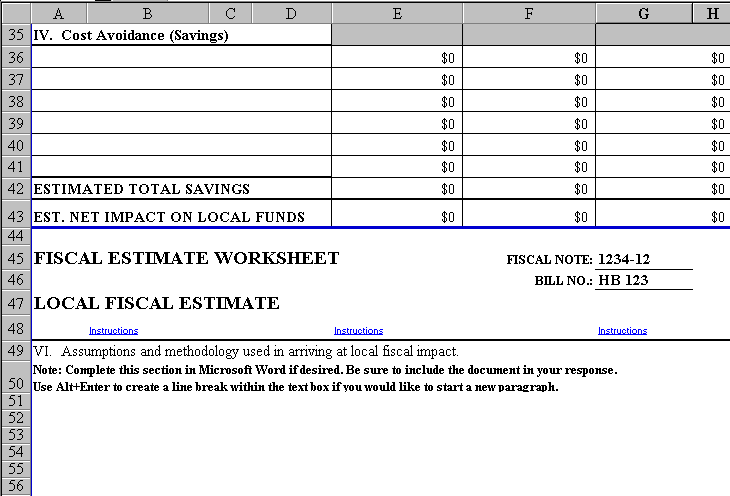 A B C D E F G H
35 IV. Cost Avoidance (Savings)
36 $0 $0 $0
37 $0 $0 $0
38 $0 $0 $0
39 $0 $0 $0
40 $0 $0 $0
41 $0 $0 $0
42 ESTIMATED TOTAL SAVINGS $0 $0 $0
43 EST. NET IMPACT ON LOCAL FUNDS $0 $0 $0
44
45 FISCAL ESTIMATE WORKSHEET FISCAL NOTE: 1234-12
46 BILL NO.: HB 123
47 LOCAL FISCAL ESTIMATE
48 Instructions Instructions Instructions
49 VI. Assumptions and methodology used in arriving at local fiscal impact.
Note: Complete this section in Microsoft Word if desired. Be sure to include the document in your response.
50 Use Alt+Enter to create a line break within the text box if you would like to start a new paragraph.
51
52
53
54
55
56